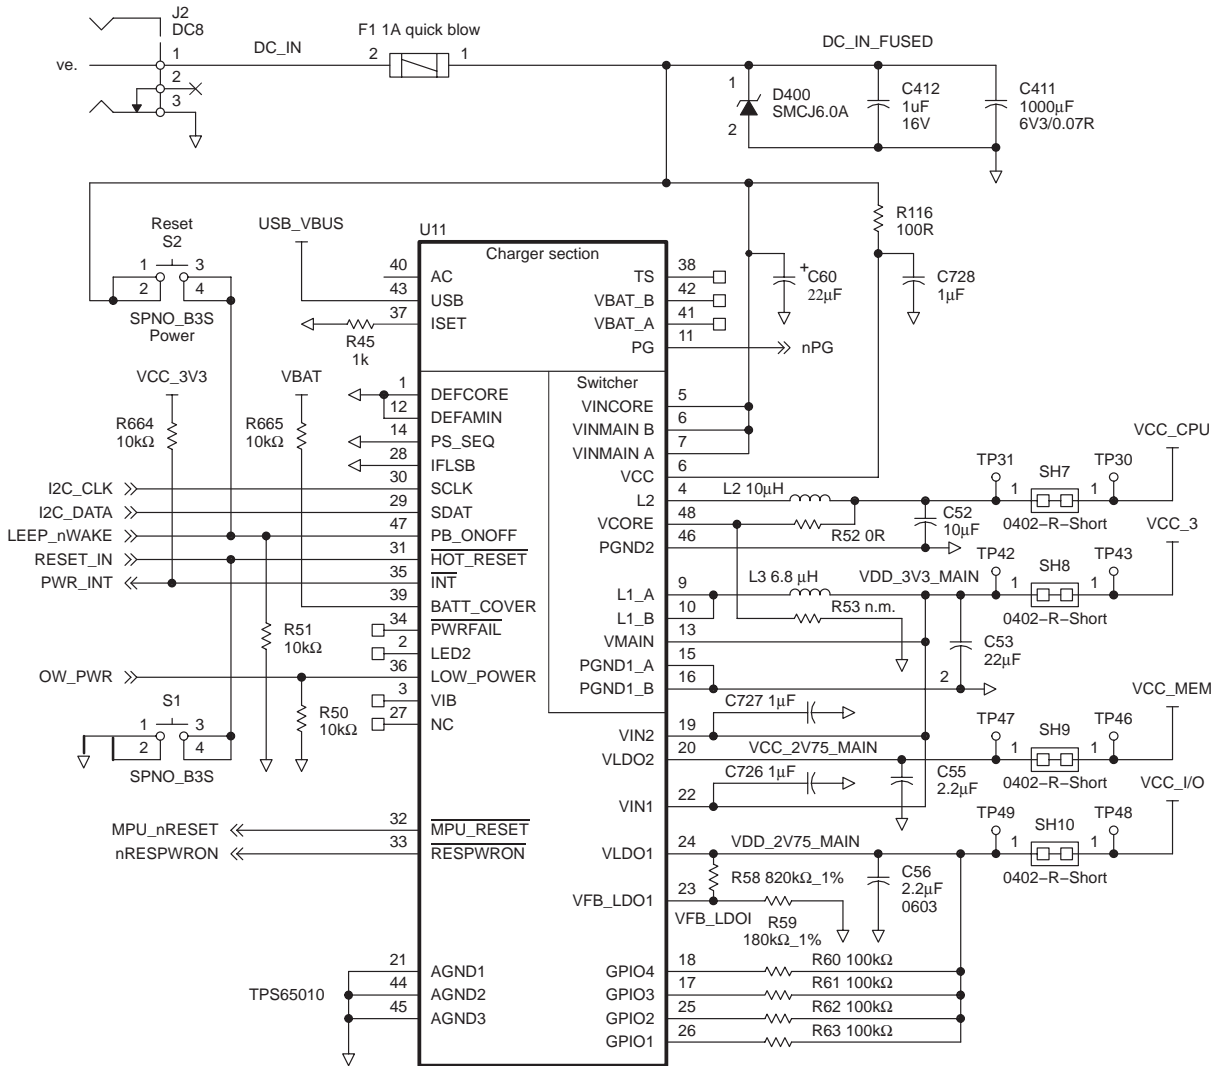 J2
DC8
ve.
1
2
3
DC_IN
F1 1A quick blow
2
1
DC_IN_FUSED
1
2
D400
SMCJ6.0A
C412
1uF
16V
C411
1000μF
6V3/0.07R
Reset
S2
1
2
3
4
SPNO_B3S
Power
USB_VBUS
R45
1k
U11
Charger section
40 AC
43 USB
37 ISET
TS 38
VBAT_B 42
VBAT_A 41
PG 11
nPG
+
C60
22μF
R116
100R
C728
1μF
VCC_3V3
R664
10kΩ
VBAT
R665
10kΩ
1 DEFCORE
12 DEFAMIN
14 PS_SEQ
28 IFLSB
I2C_CLK 30 SCLK
I2C_DATA 29 SDAT
LEEP_nWAKE 47 PB_ONOFF
RESET_IN 31 HOT_RESET
PWR_INT 35 INT
39 BATT_COVER
34 PWRFAIL
2 LED2
OW_PWR 36 LOW_POWER
3 VIB
27 NC
R51
10kΩ
R50
10kΩ
S1
1
2
3
4
SPNO_B3S
MPU_nRESET 32 MPU_RESET
nRESPWRON 33 RESPWRON
TPS65010
21 AGND1
44 AGND2
45 AGND3
Switcher
VINCORE 5
VINMAIN B 6
VINMAIN A 7
VCC 6
L2 4
L2 10μH
VCORE 48
R52 0R
PGND2 46
C52
10μF
TP31
1
SH7
0402−R−Short
1
TP30
VCC_CPU
L1_A 9
L1_B 10
L3 6.8 μH
VDD_3V3_MAIN
R53 n.m.
VMAIN 13
PGND1_A 15
PGND1_B 16
2
C53
22μF
TP42
1
SH8
0402−R−Short
1
TP43
VCC_3
C727 1μF
VIN2 19
VLDO2 20
VCC_2V75_MAIN
C726 1μF
VIN1 22
C55
2.2μF
TP47
1
SH9
0402−R−Short
1
TP46
VCC_MEM
VLDO1 24
VDD_2V75_MAIN
R58 820kΩ_1%
VFB_LDO1 23
VFB_LDOI
R59
180kΩ_1%
C56
2.2μF
0603
TP49
1
SH10
0402−R−Short
1
TP48
VCC_I/O
GPIO4 18 R60 100kΩ
GPIO3 17 R61 100kΩ
GPIO2 25 R62 100kΩ
GPIO1 26 R63 100kΩ